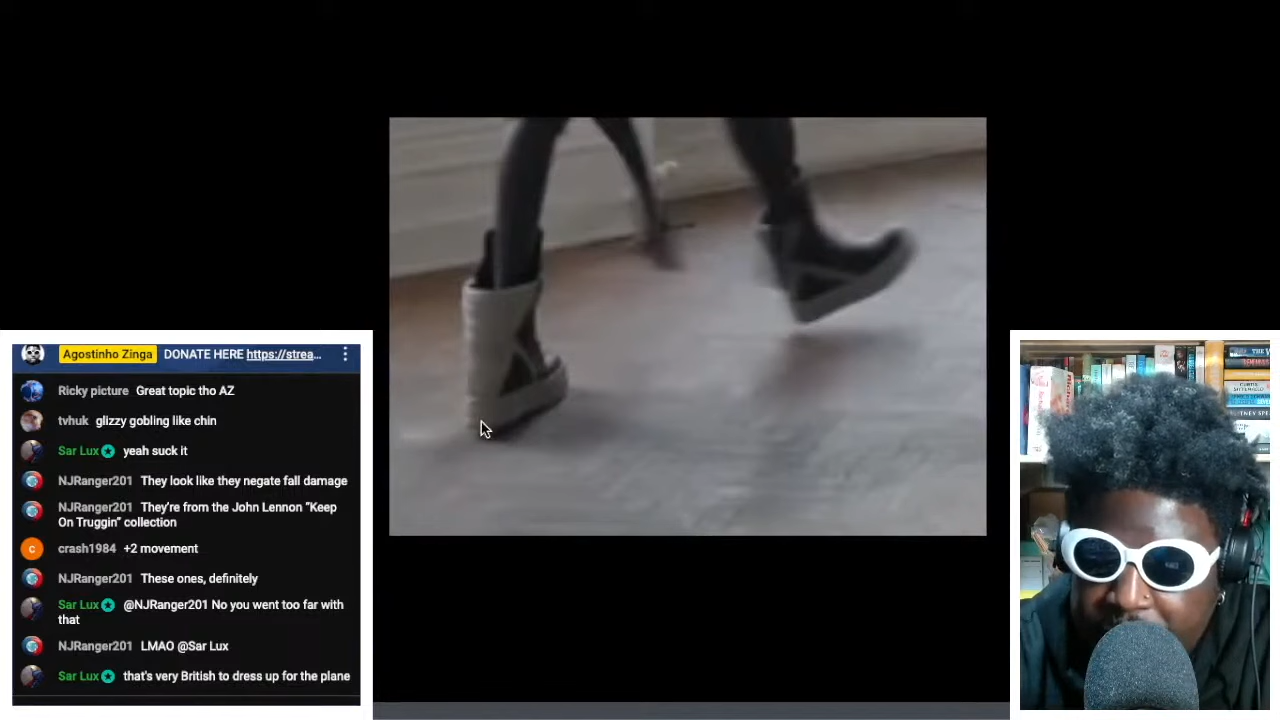 Agostinho Zinga DONATE HERE https://strea...
Ricky picture Great topic tho AZ
tvhuk glizzy gobling like chin
Sar Lux yeah suck it
NJRanger201 They look like they negate fall damage
NJRanger201 They're from the John Lennon “Keep
On Truggin” collection
c crash1984 +2 movement
NJRanger201 These ones, definitely
Sar Lux @NJRanger201 No you went too far with
that
NJRanger201 LMAO @Sar Lux
Sar Lux that's very British to dress up for the plane
CURTIS
SITTENFELD